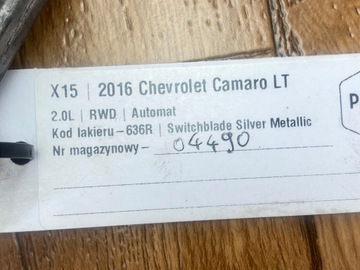 X15 | 2016 Chevrolet Camaro LT
2.0L | RWD | Automat
Kod lakieru – 636R | Switchblade Silver Metallic
Nr magazynowy – 04490
P